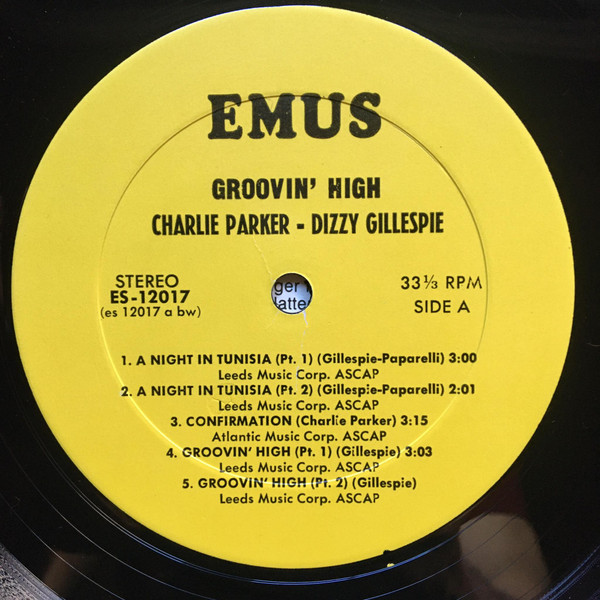 EMUS
GROOVIN' HIGH
CHARLIE PARKER - DIZZY GILLESPIE
STEREO
ES-12017
(es 12017 a bw)
33 1/3 RPM
SIDE A
1. A NIGHT IN TUNISIA (Pt. 1) (Gillespie-Paparelli) 3:00
Leeds Music Corp. ASCAP
2. A NIGHT IN TUNISIA (Pt. 2) (Gillespie-Paparelli) 2:01
Leeds Music Corp. ASCAP
3. CONFIRMATION (Charlie Parker) 3:15
Atlantic Music Corp. ASCAP
4. GROOVIN' HIGH (Pt. 1) (Gillespie) 3:03
Leeds Music Corp. ASCAP
5. GROOVIN' HIGH (Pt. 2) (Gillespie)
Leeds Music Corp. ASCAP